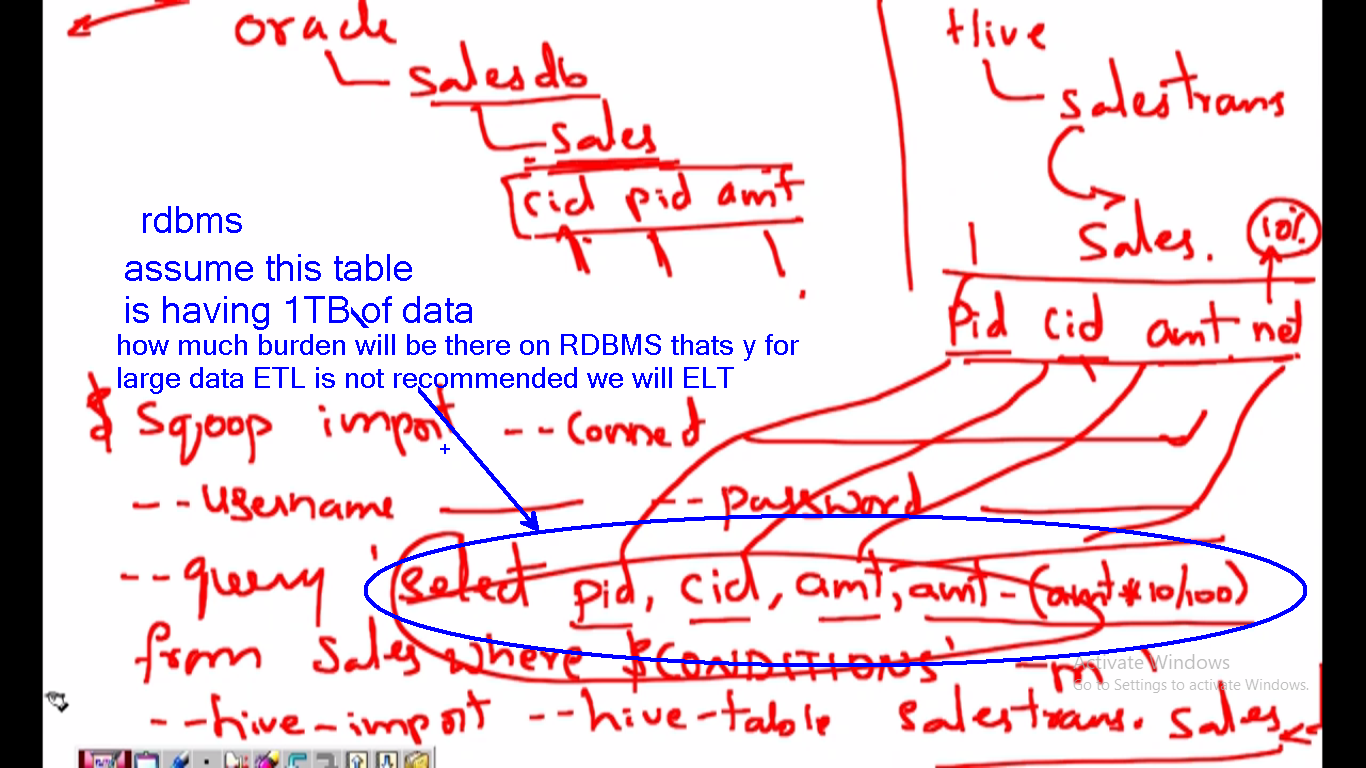 oracle
salesdb
sales
cid pid amt
Hive
salestrans
Sales. 10%
Pid cid amt net
rdbms
assume this table
is having 1TB of data
how much burden will be there on RDBMS thats y for
large data ETL is not recommended we will ELT
$ Sqoop import --connect
--username --password
--query 'select pid, cid, amt, amt-(amt*10/100)
from sales where $CONDITIONS' -m 1
--hive-import --hive-table salestrans.sales
Activate Windows
Go to Settings to activate Windows.